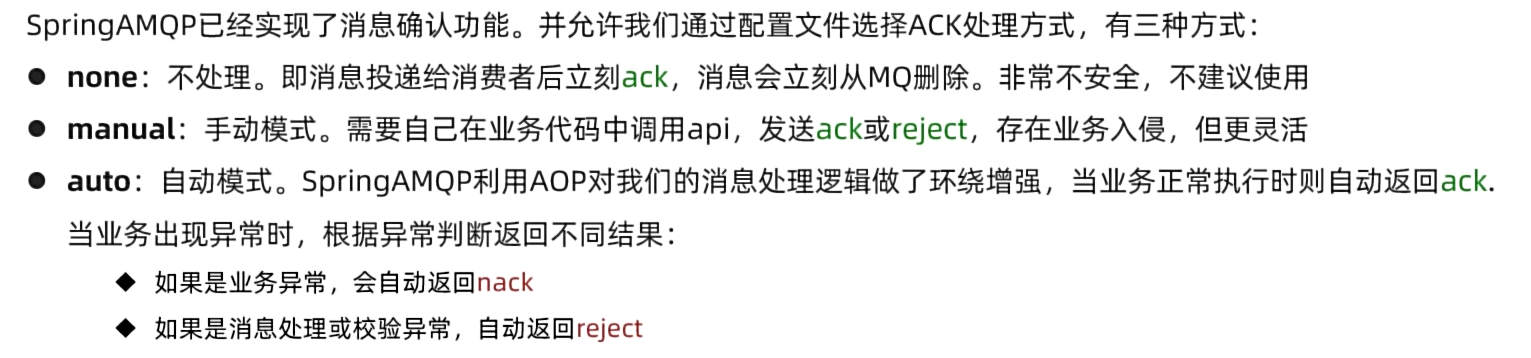 SpringAMQP已经实现了消息确认功能。并允许我们通过配置文件选择ACK处理方式，有三种方式：
● none：不处理。即消息投递给消费者后立刻ack，消息会立刻从MQ删除。非常不安全，不建议使用
● manual：手动模式。需要自己在业务代码中调用api，发送ack或reject，存在业务入侵，但更灵活
● auto：自动模式。SpringAMQP利用AOP对我们的消息处理逻辑做了环绕增强，当业务正常执行时则自动返回ack.
当业务出现异常时，根据异常判断返回不同结果：
◆ 如果是业务异常，会自动返回nack
◆ 如果是消息处理或校验异常，自动返回reject